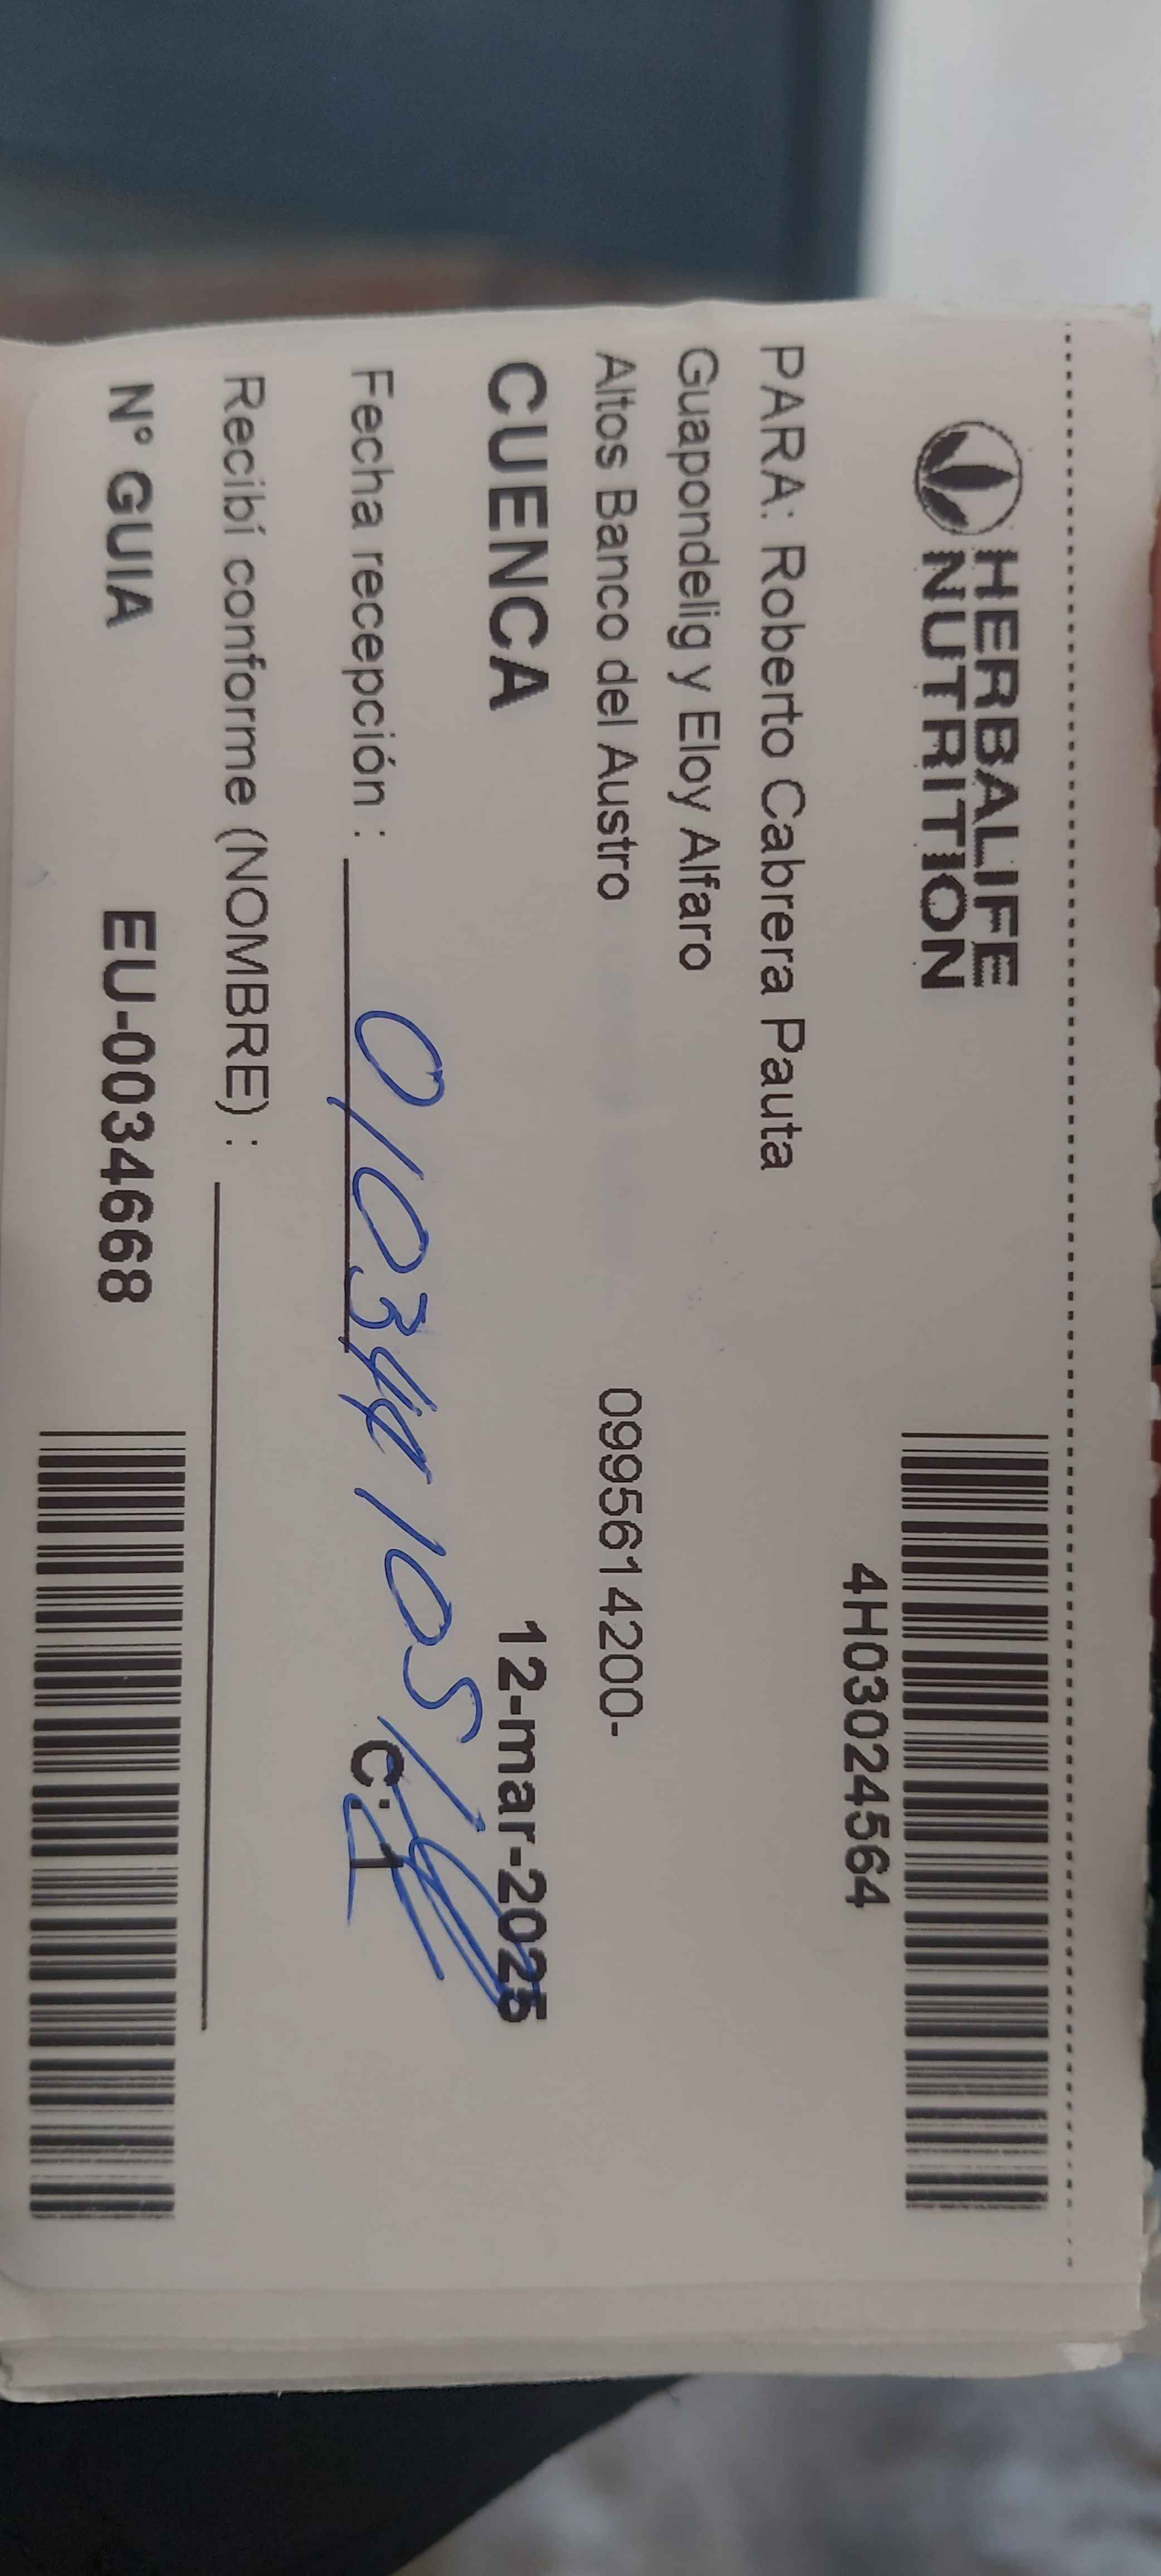 HERBALIFE
NUTRITION
4H03024564
PARA: Roberto Cabrera Pauta
Guapondelig y Eloy Alfaro
Altos Banco del Austro 0995614200-
CUENCA 12-mar-2025
Fecha recepción : C: 1
Recibí conforme (NOMBRE) :
N° GUIA EU-0034668